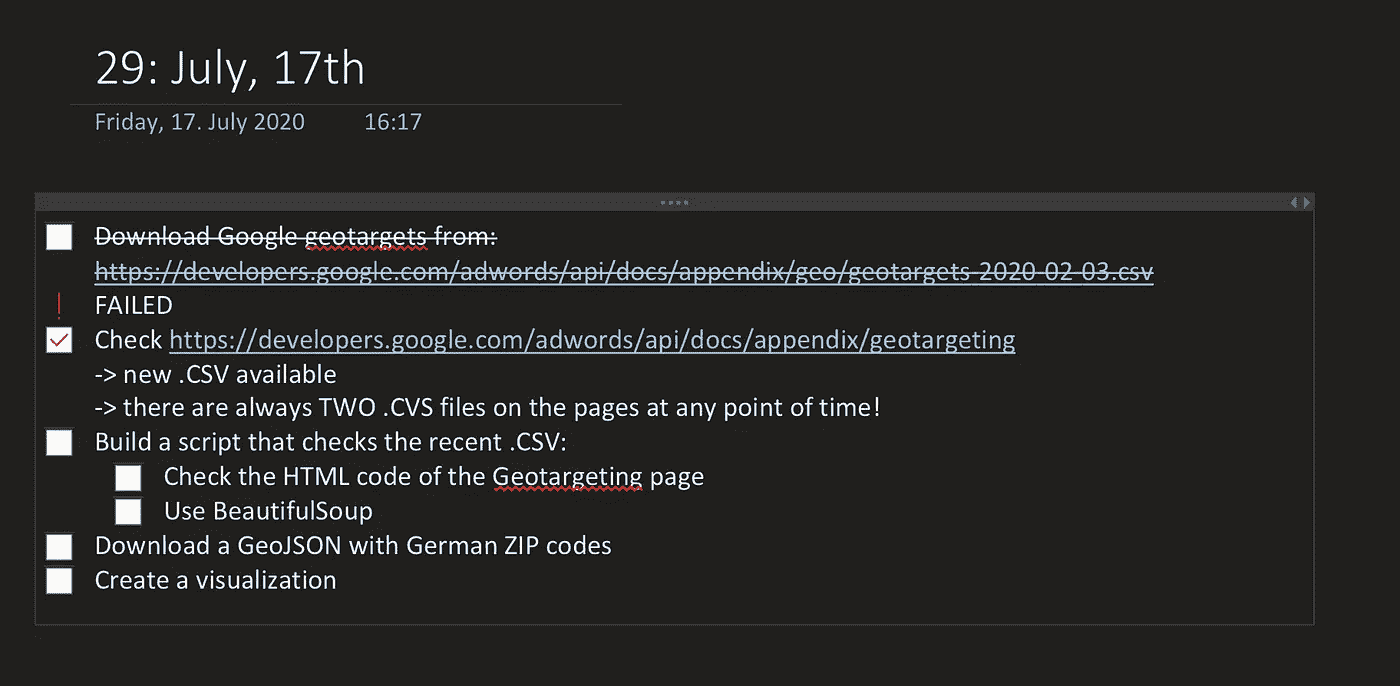 29: July, 17th
Friday, 17. July 2020 16:17
Download Google geotargets from:
https://developers.google.com/adwords/api/docs/appendix/geo/geotargets-2020-02-03.csv
FAILED
Check https://developers.google.com/adwords/api/docs/appendix/geotargeting
-> new .CSV available
-> there are always TWO .CVS files on the pages at any point of time!
Build a script that checks the recent .CSV:
Check the HTML code of the Geotargeting page
Use BeautifulSoup
Download a GeoJSON with German ZIP codes
Create a visualization